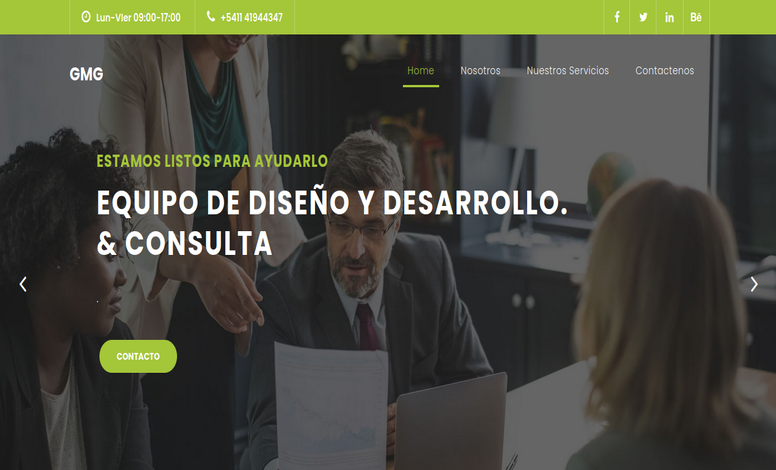 Lun-Vier 09:00-17:00
+5411 41944347
Bē
GMG
Home
Nosotros
Nuestros Servicios
Contactenos
ESTAMOS LISTOS PARA AYUDARLO
EQUIPO DE DISEÑO Y DESARROLLO.
& CONSULTA
.
CONTACTO